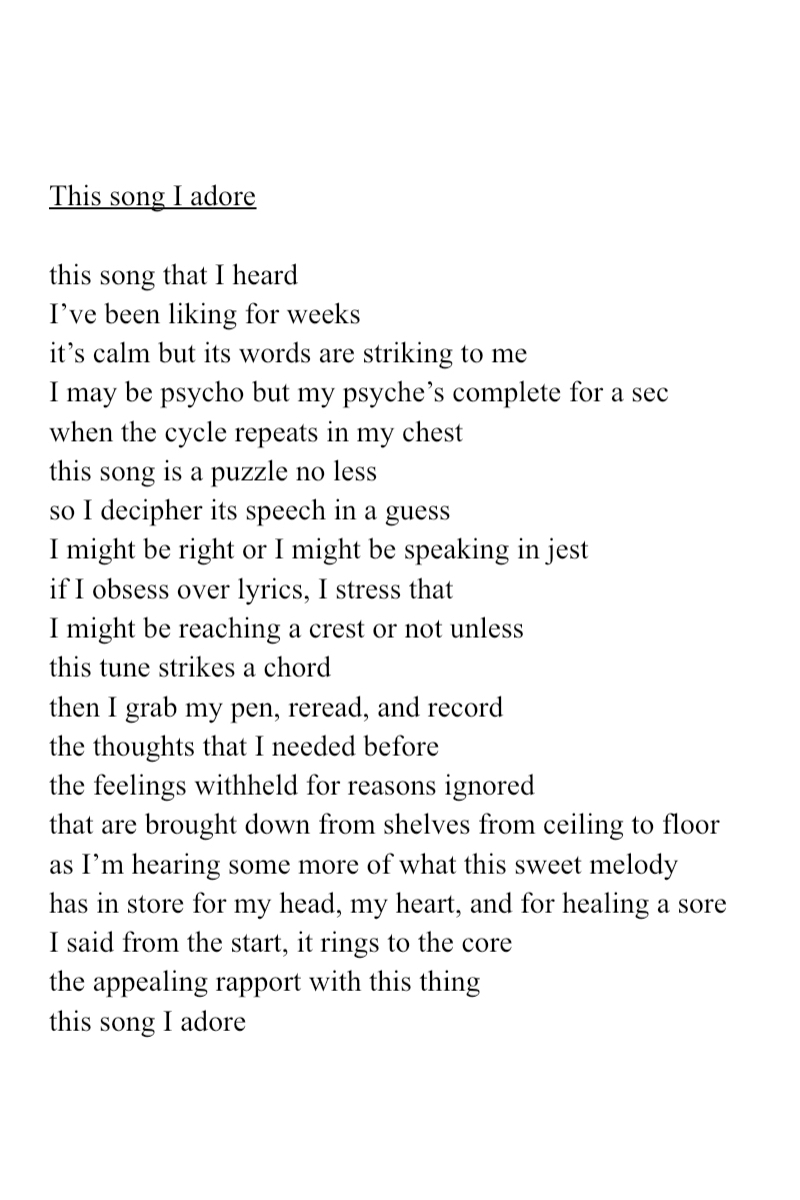 This song I adore
this song that I heard
I’ve been liking for weeks
it’s calm but its words are striking to me
I may be psycho but my psyche’s complete for a sec
when the cycle repeats in my chest
this song is a puzzle no less
so I decipher its speech in a guess
I might be right or I might be speaking in jest
if I obsess over lyrics, I stress that
I might be reaching a crest or not unless
this tune strikes a chord
then I grab my pen, reread, and record
the thoughts that I needed before
the feelings withheld for reasons ignored
that are brought down from shelves from ceiling to floor
as I’m hearing some more of what this sweet melody
has in store for my head, my heart, and for healing a sore
I said from the start, it rings to the core
the appealing rapport with this thing
this song I adore